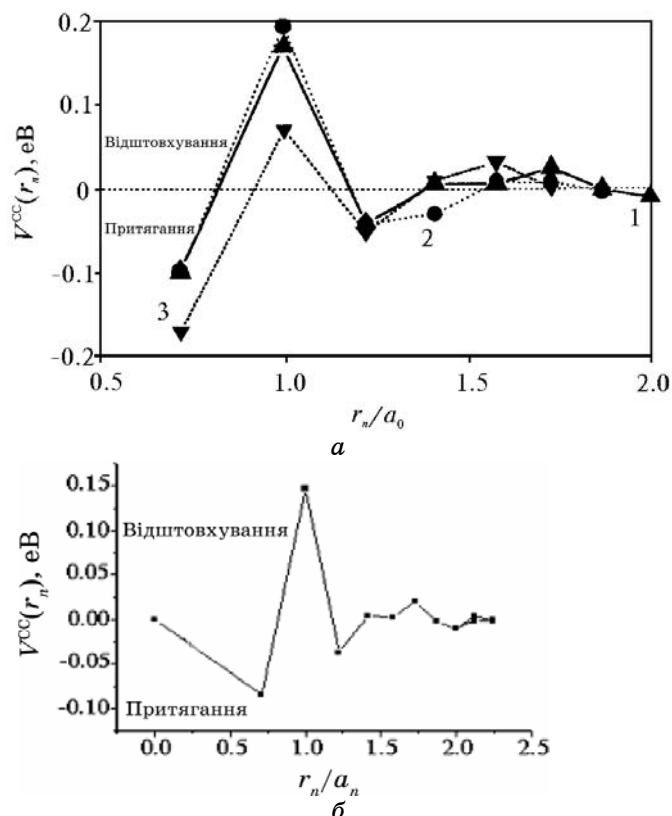 0.2
0.1
0
-0.1
-0.2
V^CC(r_n), еВ
Відштовхування
Притягання
3
2
1
0.5
1.0
1.5
2.0
r_n/a_0
а
0.15
0.10
0.05
0.00
-0.05
-0.10
V^CC(r_n), еВ
Відштовхування
Притягання
0.0
0.5
1.0
1.5
2.0
2.5
r_n/a_n
б